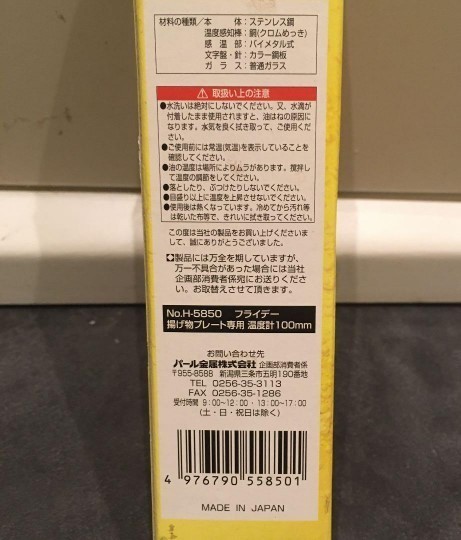 材料の種類／本　　体：ステンレス鋼
温度感知棒：銅(クロムめっき)
感 温 部：バイメタル式
文字盤・針：カラー鋼板
ガ ラ ス：普通ガラス
取扱い上の注意
●水洗いは絶対にしないでください。又、水滴が
付着したまま使用されますと、油はねの原因に
なります。水気を良く拭き取って、ご使用くだ
さい。
●ご使用前には常温(気温)を表示していることを
確認してください。
●油の温度は場所によりムラがあります。撹拌し
て温度の調節をしてください。
●落としたり、ぶつけたりしないでください。
●目盛り以上に温度を上昇させないでください。
●使用後は熱くなっています。冷めてから汚れ等
は乾いた布等で、きれいに拭き取ってください。
この度は当社の製品をお買い上げくださいま
して、誠にありがとうございました。
製品には万全を期していますが、
万一不具合があった場合には当社
企画部消費者係宛にお送りくださ
い。お取替えさせて頂きます。
No.H-5850　フライデー
揚げ物プレート専用 温度計100mm
お問い合わせ先
パール金属株式会社 企画部消費者係
〒955-8588　新潟県三条市五明190番地
TEL　0256-35-3113
FAX　0256-35-1286
受付時間　9：00～12：00・13：00～17：00
(土・日・祝日は除く)
4 976790 558501
MADE IN JAPAN